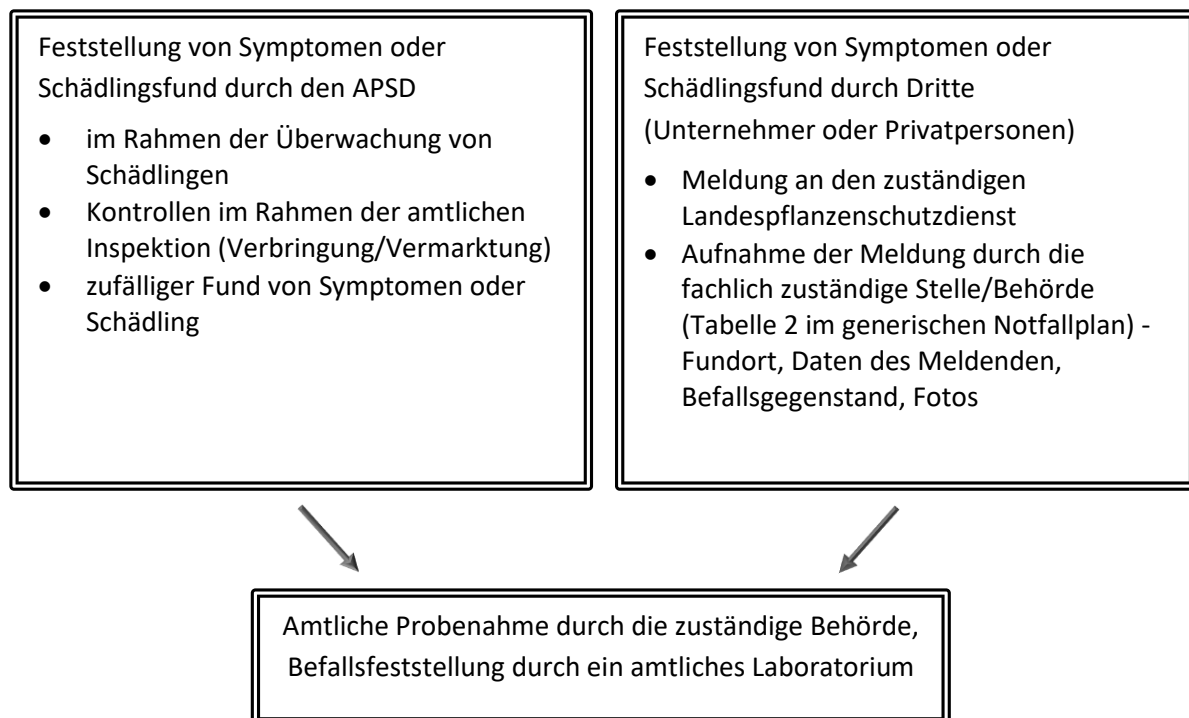 Feststellung von Symptomen oder
Schädlingsfund durch den APSD
• im Rahmen der Überwachung von
Schädlingen
• Kontrollen im Rahmen der amtlichen
Inspektion (Verbringung/Vermarktung)
• zufälliger Fund von Symptomen oder
Schädling
Feststellung von Symptomen oder
Schädlingsfund durch Dritte
(Unternehmer oder Privatpersonen)
• Meldung an den zuständigen
Landespflanzenschutzdienst
• Aufnahme der Meldung durch die
fachlich zuständige Stelle/Behörde
(Tabelle 2 im generischen Notfallplan) -
Fundort, Daten des Meldenden,
Befallsgegenstand, Fotos
Amtliche Probenahme durch die zuständige Behörde,
Befallsfeststellung durch ein amtliches Laboratorium